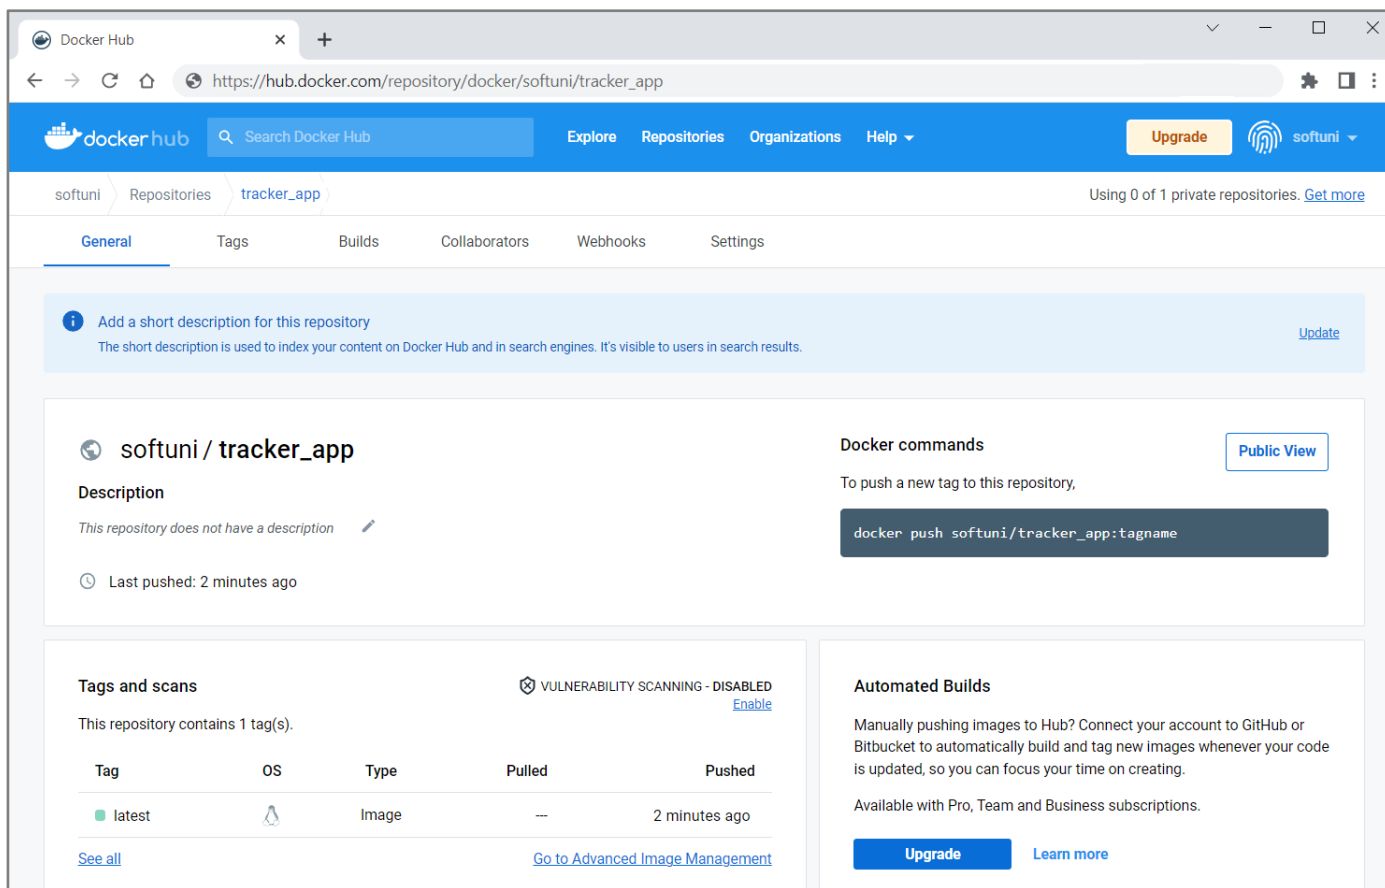 Docker Hub
https://hub.docker.com/repository/docker/softuni/tracker_app
dockerhub
Search Docker Hub
Explore
Repositories
Organizations
Help
Upgrade
softuni
softuni
Repositories
tracker_app
Using 0 of 1 private repositories. Get more
General
Tags
Builds
Collaborators
Webhooks
Settings
Add a short description for this repository
The short description is used to index your content on Docker Hub and in search engines. It's visible to users in search results.
Update
softuni / tracker_app
Description
This repository does not have a description
Last pushed: 2 minutes ago
Docker commands
Public View
To push a new tag to this repository,
docker push softuni/tracker_app:tagname
Tags and scans
VULNERABILITY SCANNING - DISABLED
Enable
This repository contains 1 tag(s).
Tag OS Type Pulled Pushed
latest Image --- 2 minutes ago
See all
Go to Advanced Image Management
Automated Builds
Manually pushing images to Hub? Connect your account to GitHub or
Bitbucket to automatically build and tag new images whenever your code
is updated, so you can focus your time on creating.
Available with Pro, Team and Business subscriptions.
Upgrade
Learn more